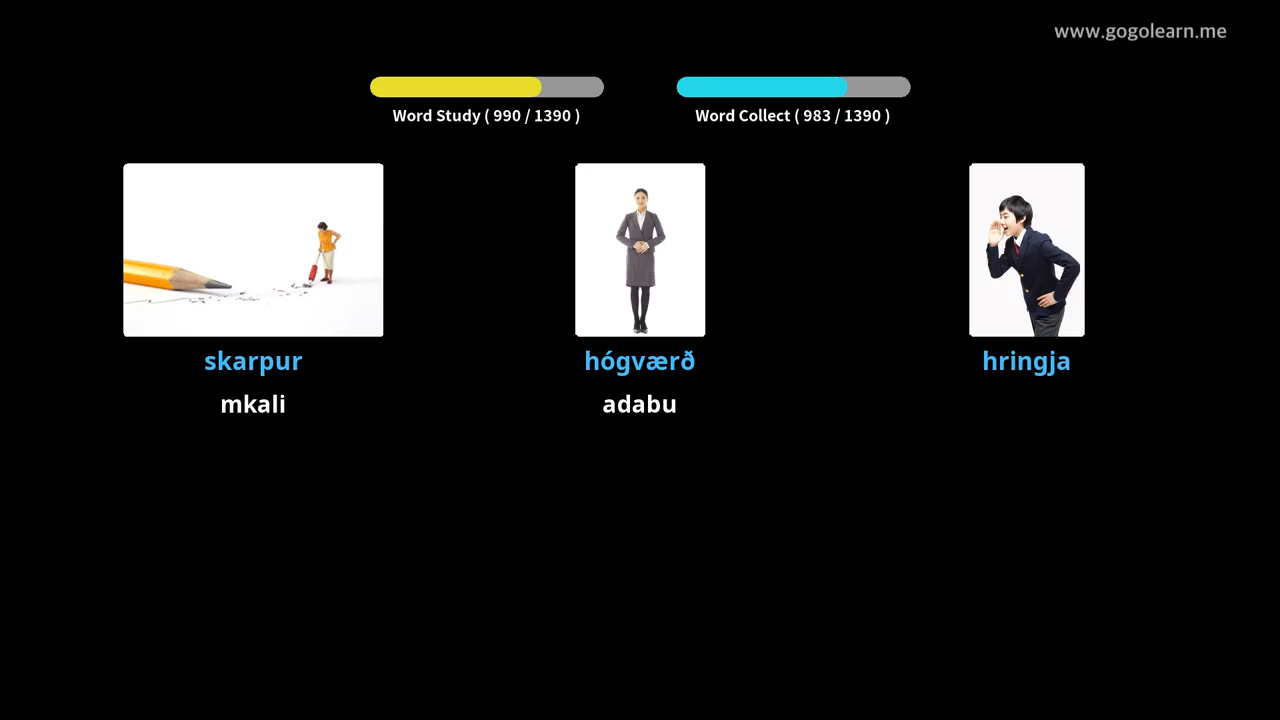 www.gogolearn.me
Word Study ( 990 / 1390 )
Word Collect ( 983 / 1390 )
skarpur
hógværð
hringja
mkali
adabu